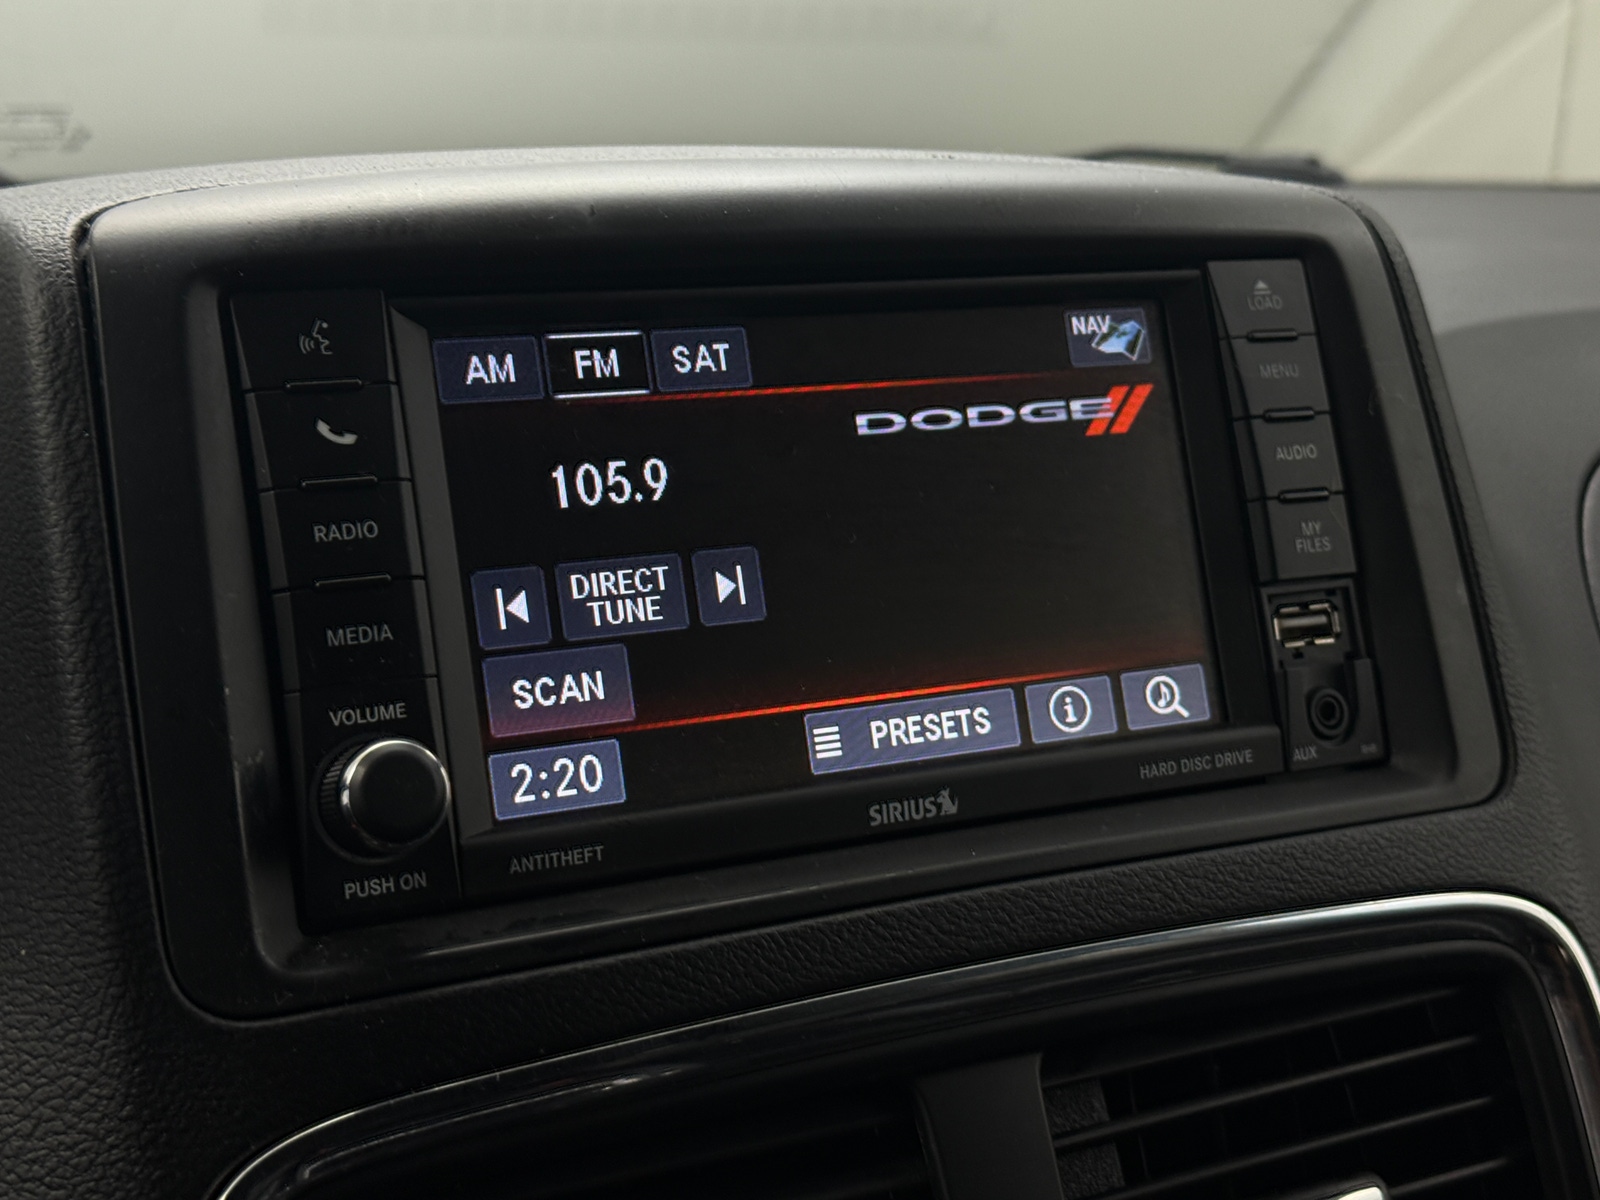 AM
FM
SAT
NAV
DODGE
105.9
DIRECT
TUNE
SCAN
2:20
PRESETS
RADIO
MEDIA
VOLUME
PUSH ON
ANTITHEFT
SIRIUS
HARD DISC DRIVE
LOAD
MENU
AUDIO
MY
FILES
AUX